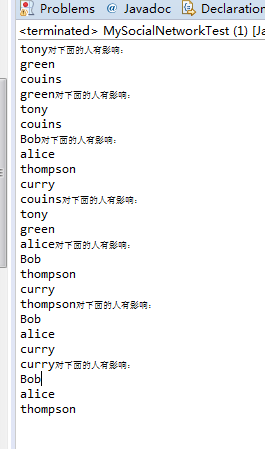 Problems @ Javadoc Declaration
<terminated> MySocialNetworkTest (1) [Ja
tony对下面的人有影响:
green
couins
green对下面的人有影响:
tony
couins
Bob对下面的人有影响:
alice
thompson
curry
couins对下面的人有影响:
tony
green
alice对下面的人有影响:
Bob
thompson
curry
thompson对下面的人有影响:
Bob
alice
curry
curry对下面的人有影响:
Bob
alice
thompson